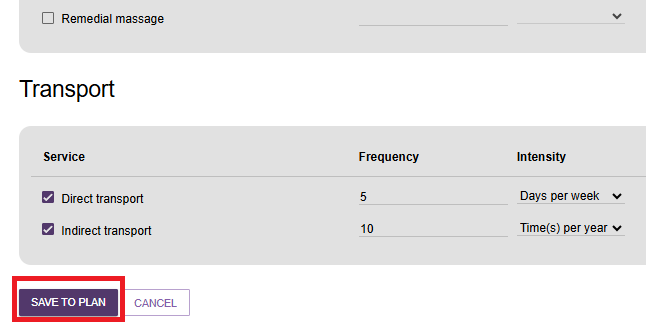 Remedial massage
Transport
Service Frequency Intensity
Direct transport 5 Days per week
Indirect transport 10 Time(s) per year
SAVE TO PLAN CANCEL